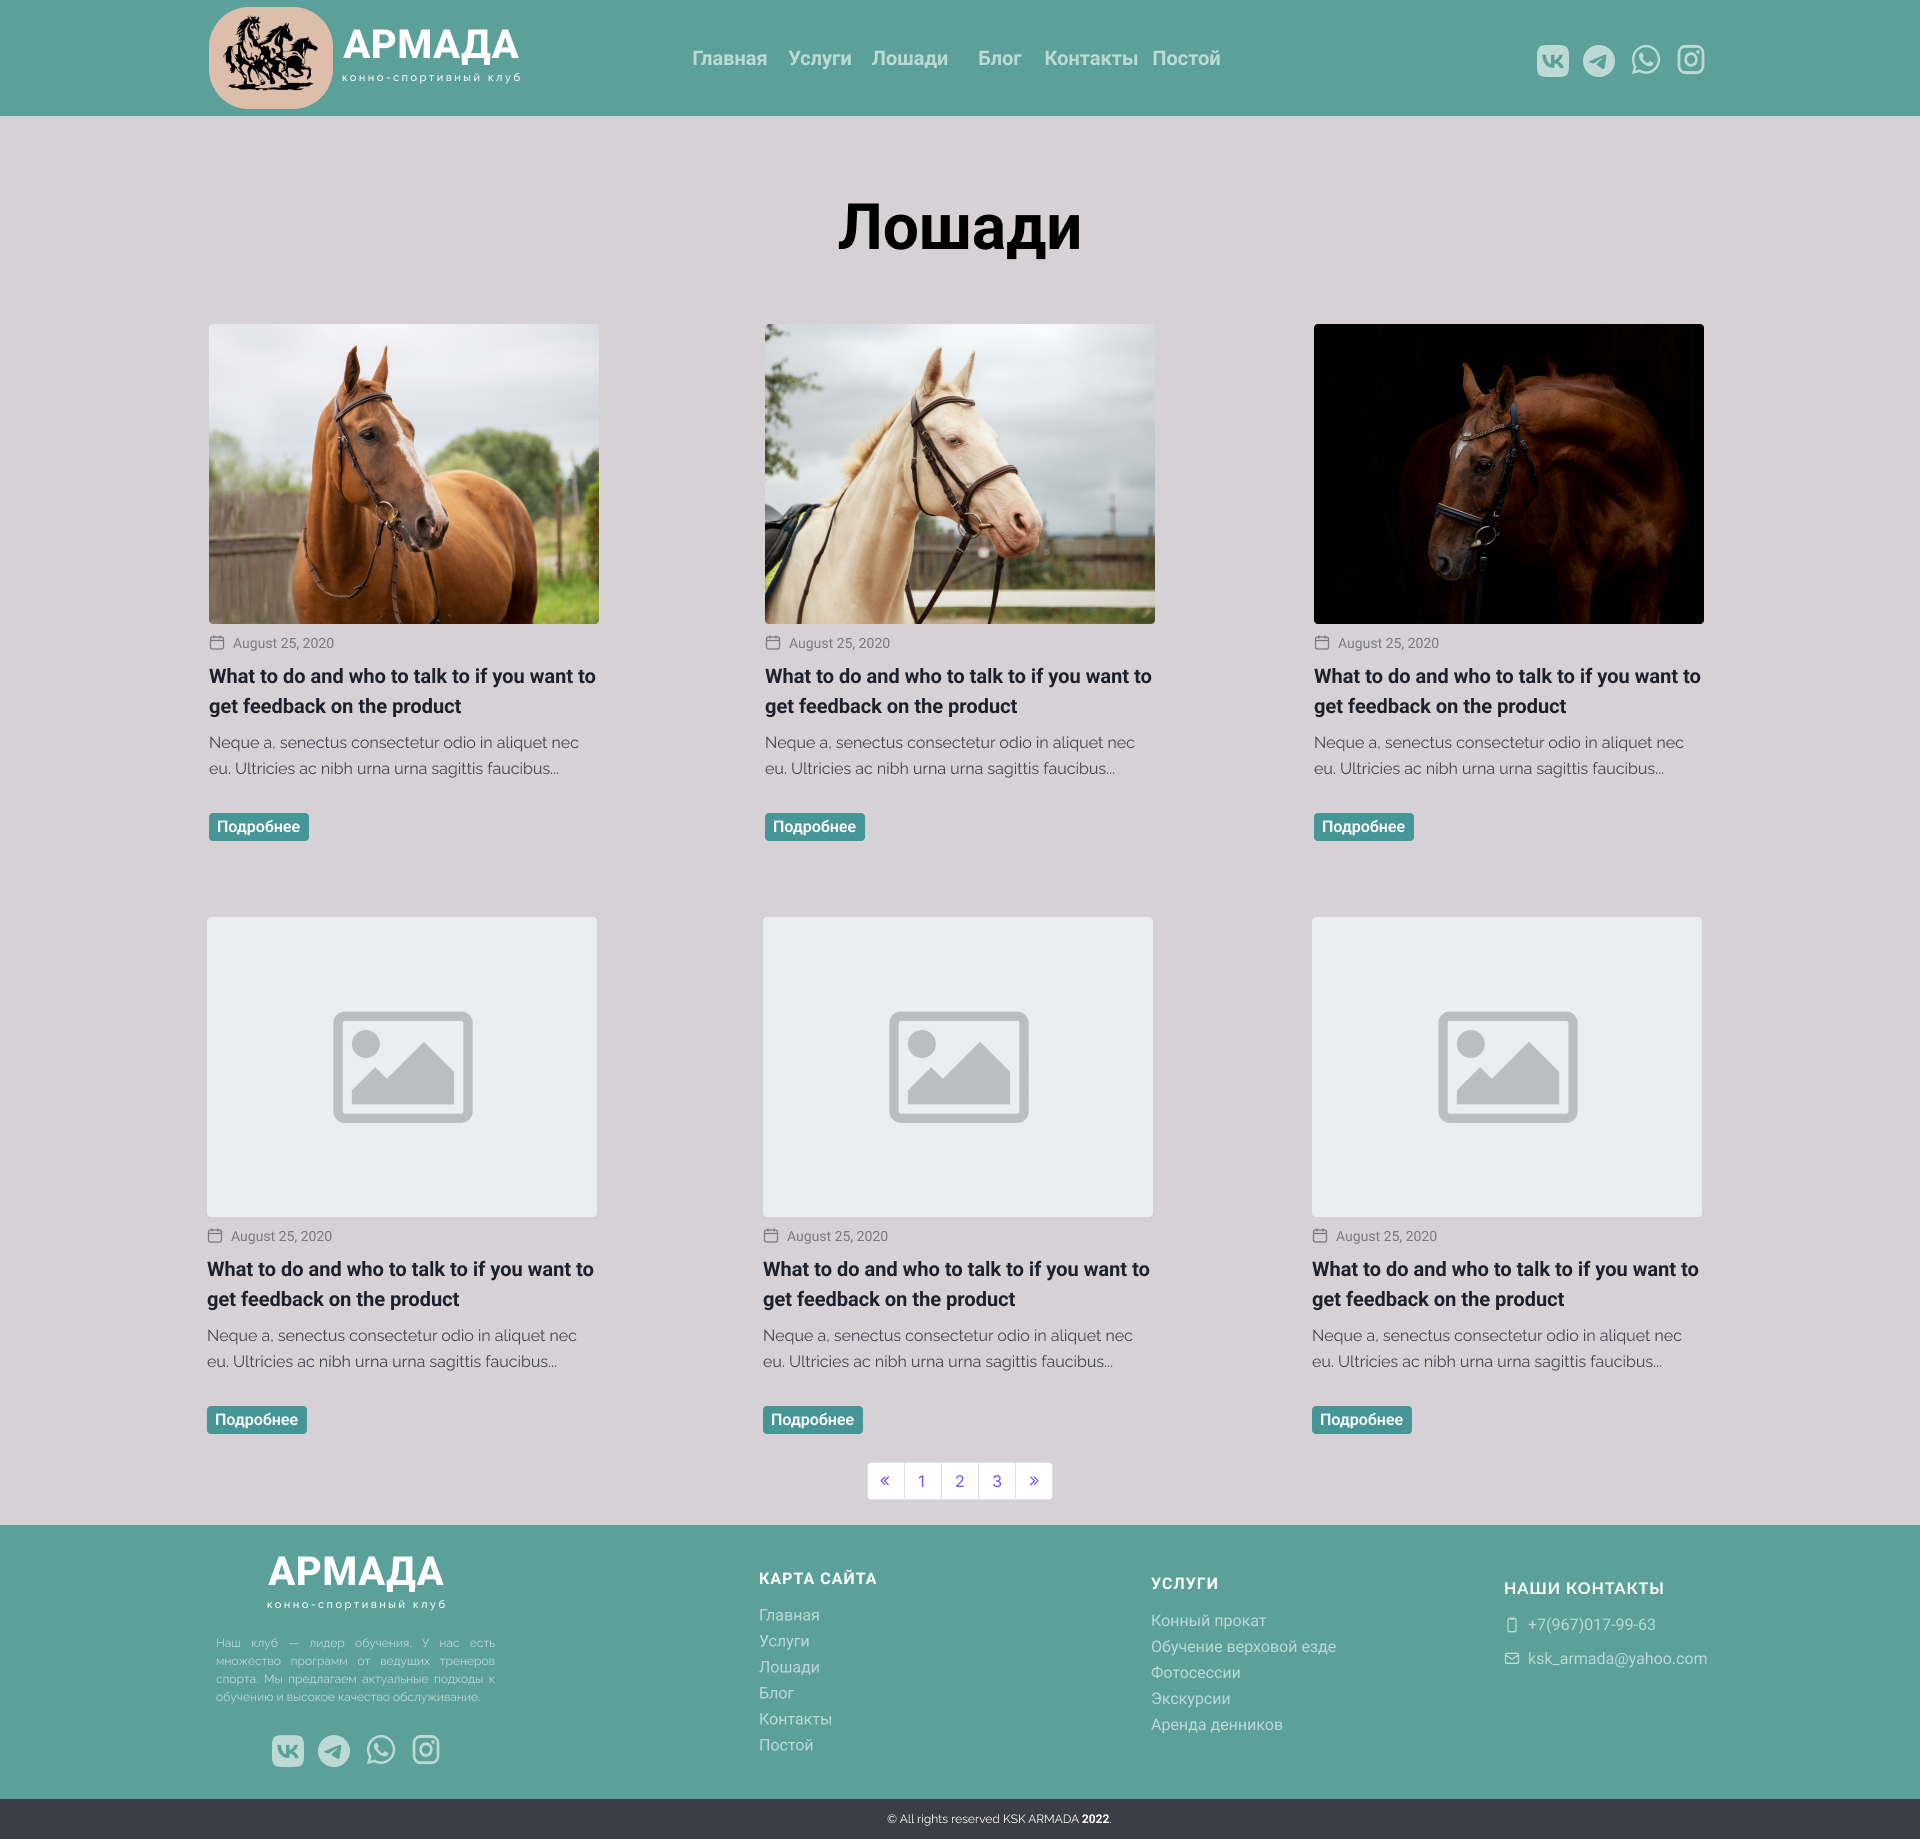 АРМАДА
конно-спортивный клуб
Главная Услуги Лошади Блог Контакты Постой
Лошади
August 25, 2020
What to do and who to talk to if you want to
get feedback on the product
Neque a, senectus consectetur odio in aliquet nec
eu. Ultricies ac nibh urna urna sagittis faucibus...
Подробнее
August 25, 2020
What to do and who to talk to if you want to
get feedback on the product
Neque a, senectus consectetur odio in aliquet nec
eu. Ultricies ac nibh urna urna sagittis faucibus...
Подробнее
August 25, 2020
What to do and who to talk to if you want to
get feedback on the product
Neque a, senectus consectetur odio in aliquet nec
eu. Ultricies ac nibh urna urna sagittis faucibus...
Подробнее
August 25, 2020
What to do and who to talk to if you want to
get feedback on the product
Neque a, senectus consectetur odio in aliquet nec
eu. Ultricies ac nibh urna urna sagittis faucibus...
Подробнее
August 25, 2020
What to do and who to talk to if you want to
get feedback on the product
Neque a, senectus consectetur odio in aliquet nec
eu. Ultricies ac nibh urna urna sagittis faucibus...
Подробнее
August 25, 2020
What to do and who to talk to if you want to
get feedback on the product
Neque a, senectus consectetur odio in aliquet nec
eu. Ultricies ac nibh urna urna sagittis faucibus...
Подробнее
« 1 2 3 »
АРМАДА
конно-спортивный клуб
Наш клуб — лидер обучения. У нас есть
множество программ от ведущих тренеров
спорта. Мы предлагаем актуальные подходы к
обучению и высокое качество обслуживание.
КАРТА САЙТА
Главная
Услуги
Лошади
Блог
Контакты
Постой
УСЛУГИ
Конный прокат
Обучение верховой езде
Фотосессии
Экскурсии
Аренда денников
НАШИ КОНТАКТЫ
+7(967)017-99-63
ksk_armada@yahoo.com
© All rights reserved KSK ARMADA 2022.